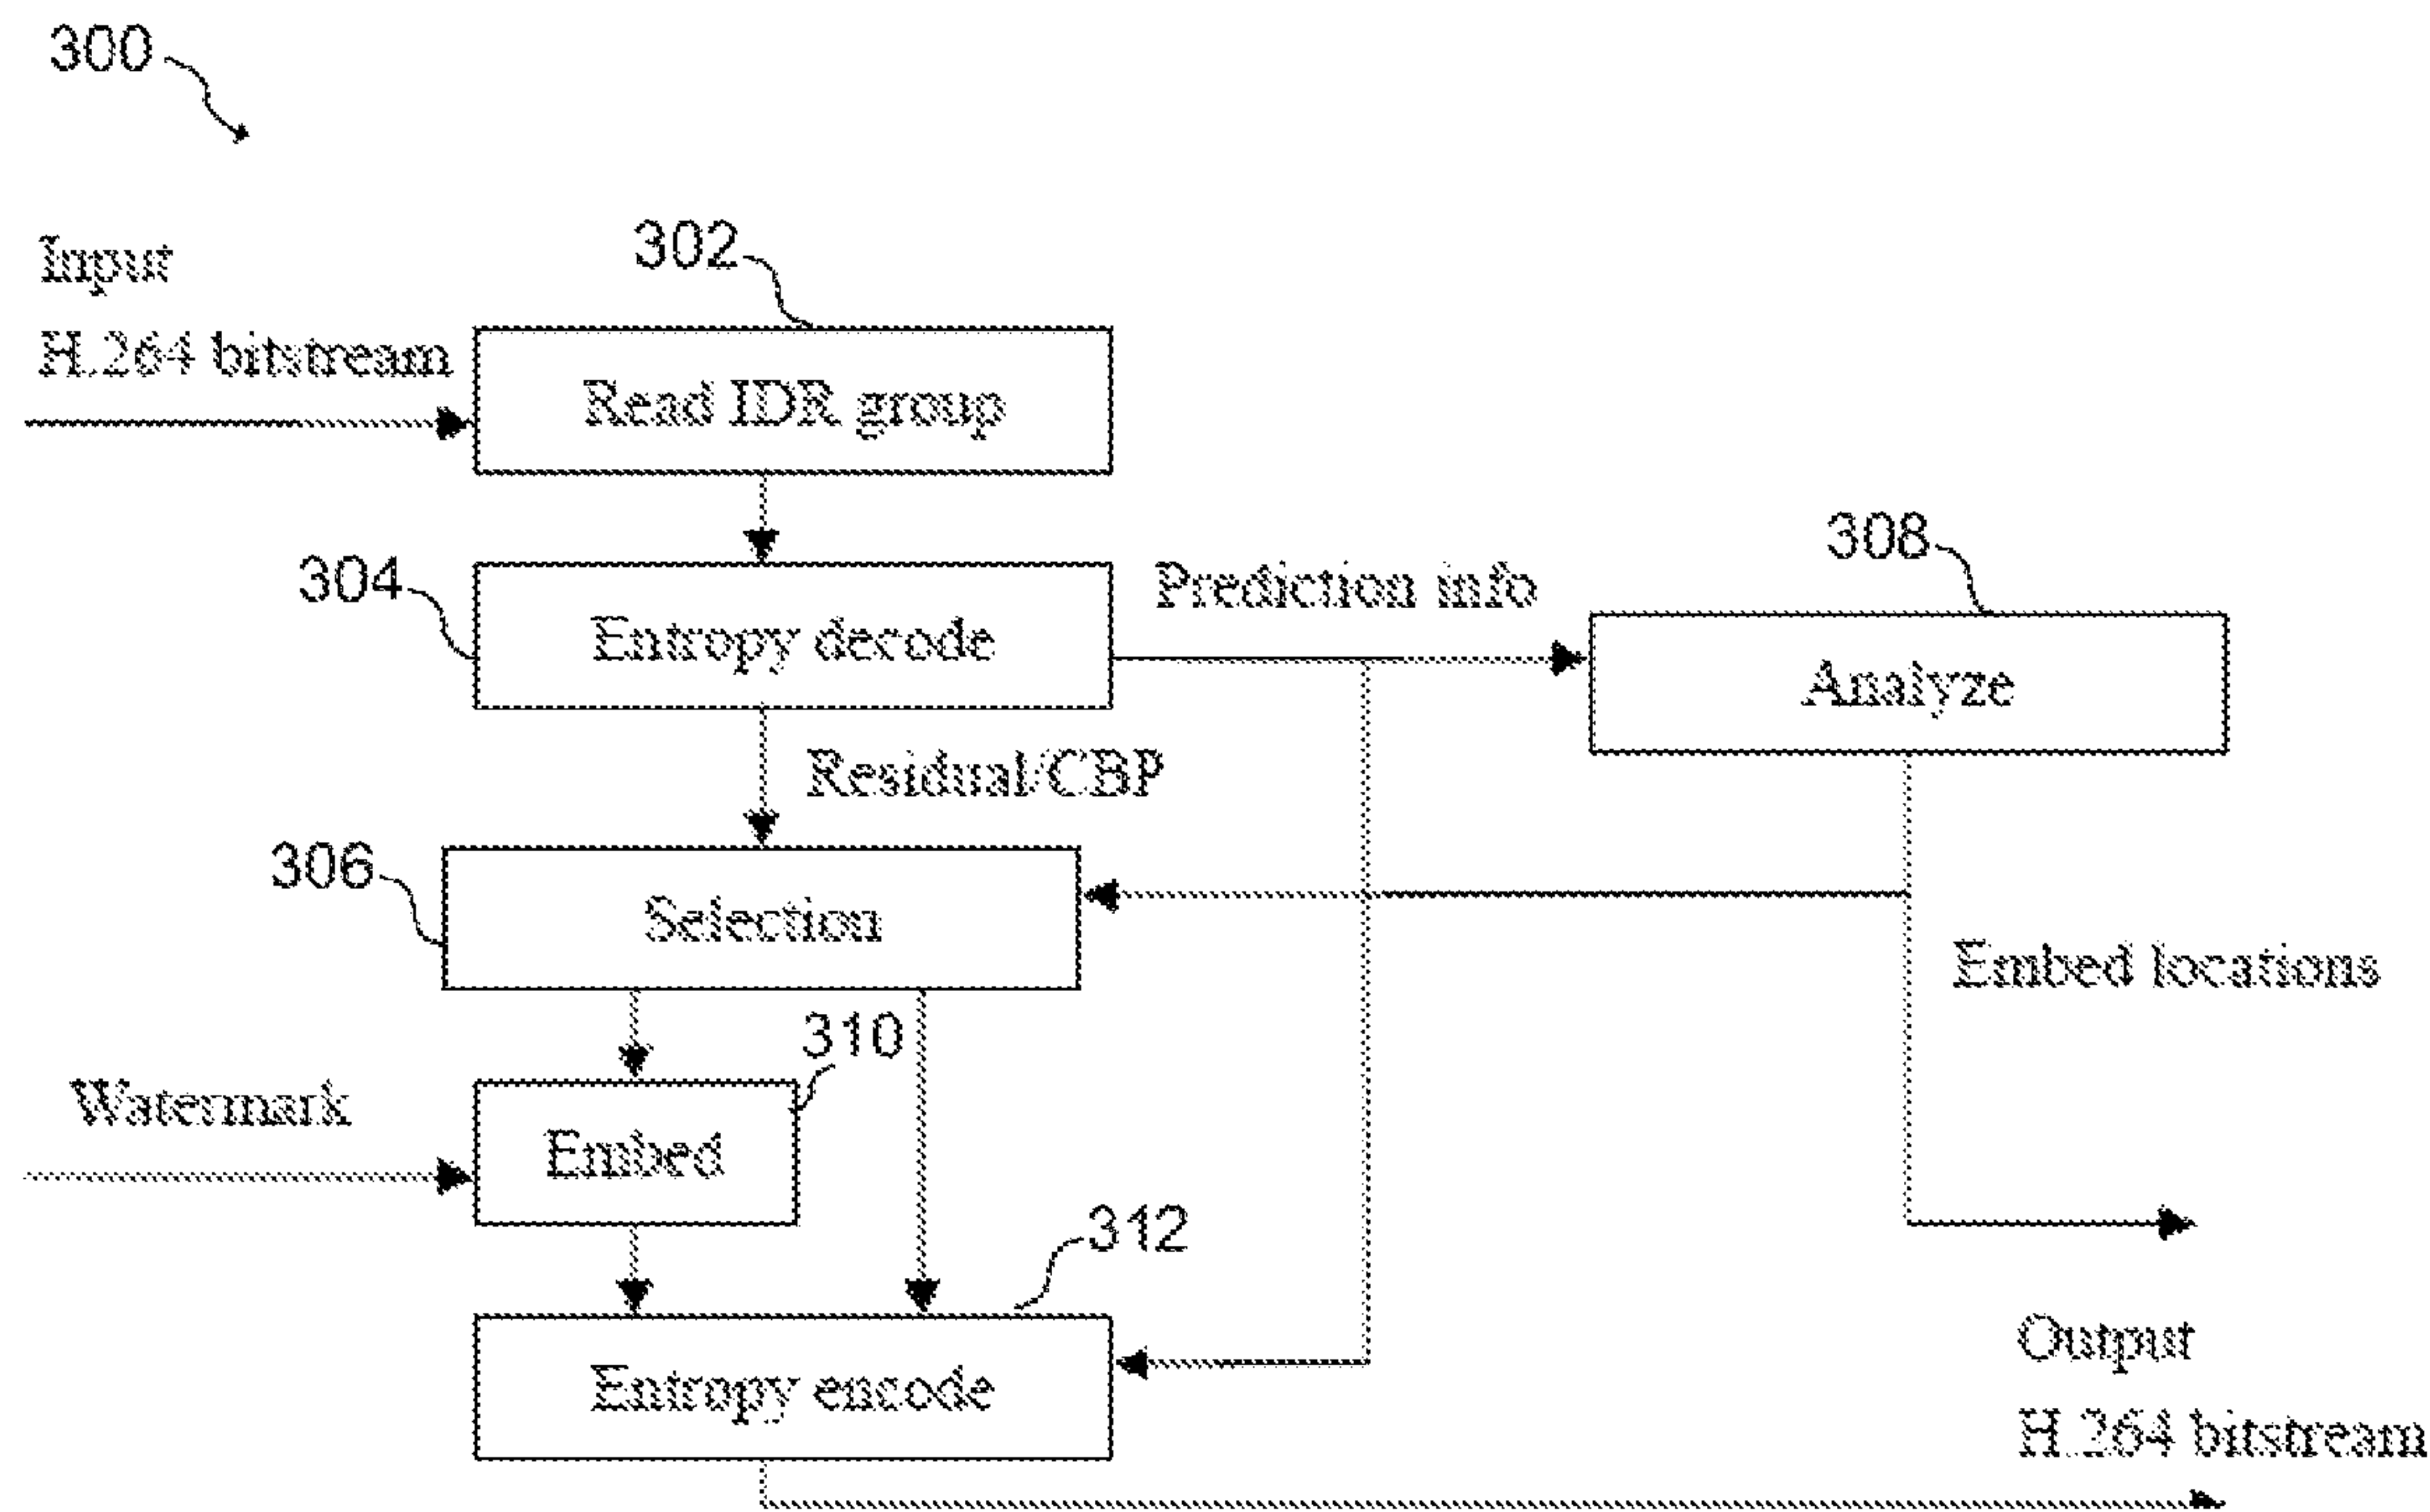 300
Input
H.264 bitstream
302
Read IDR group
304
Entropy decode
Prediction info
308
Analyze
Residual/CBP
306
Selection
Embed locations
310
Watermark
Embed
312
Entropy encode
Output
H.264 bitstream